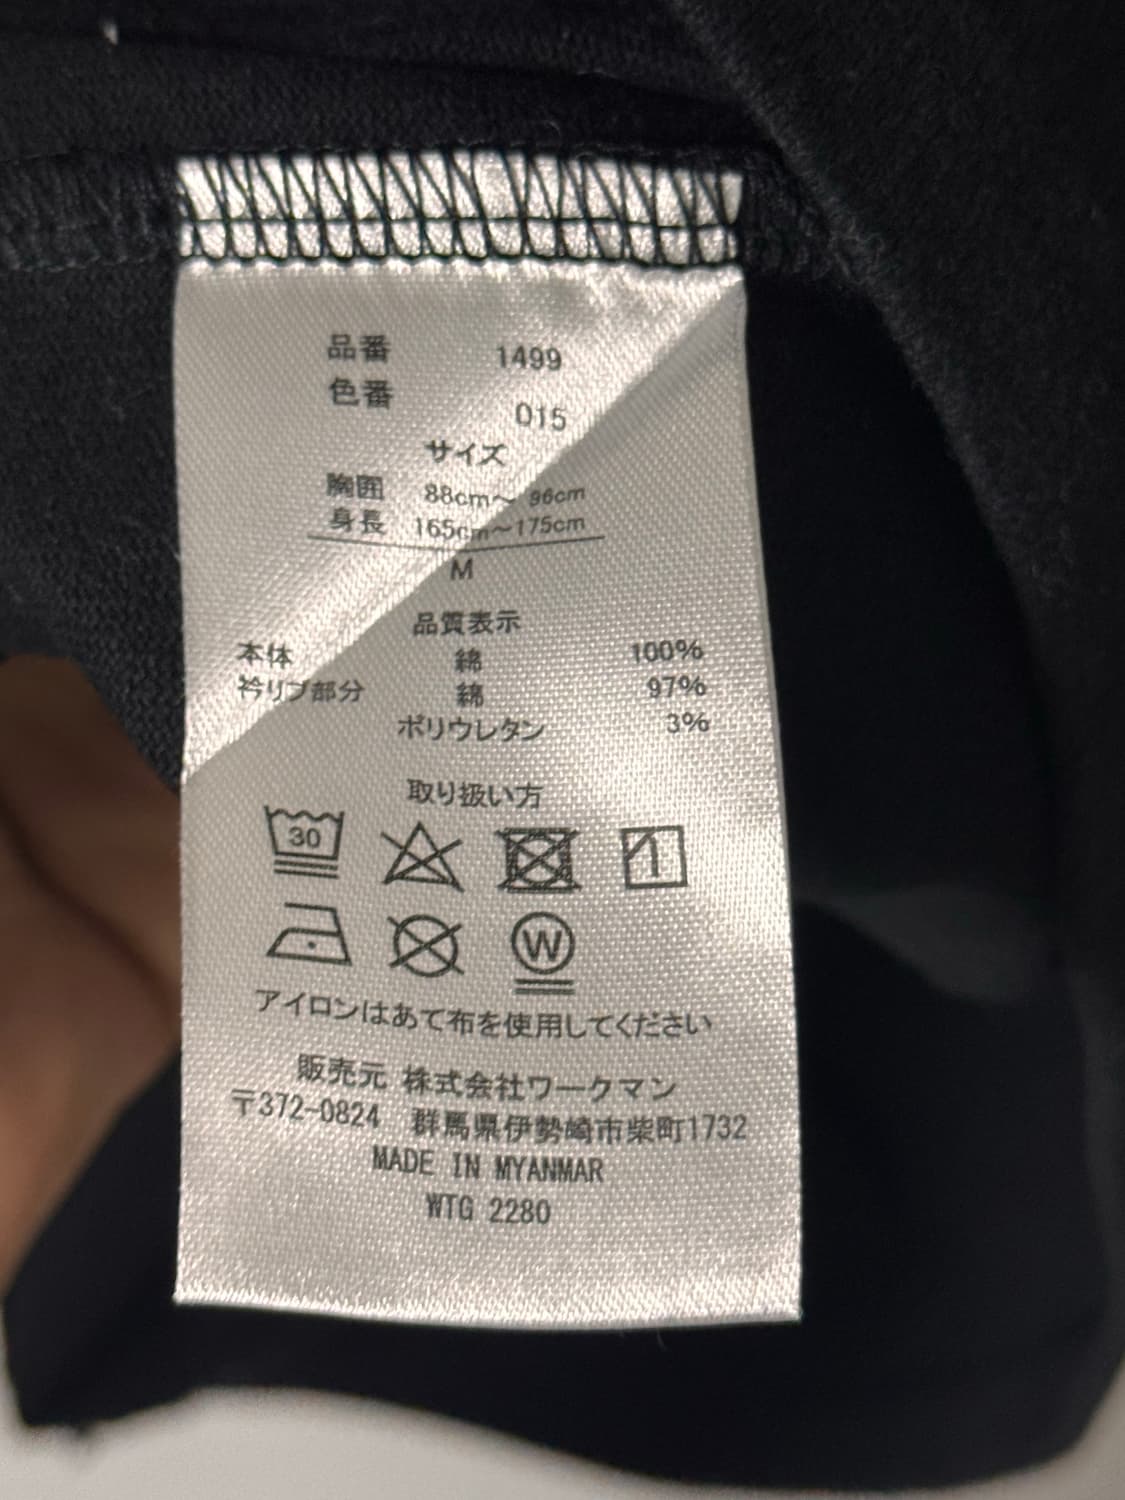 品番 1499
色番 015
サイズ
胸囲 88cm～ 96cm
身長 165cm～175cm
M
品質表示
本体 綿 100%
衿リブ部分 綿 97%
ポリウレタン 3%
取り扱い方
30
W
アイロンはあて布を使用してください
販売元 株式会社ワークマン
〒372-0824 群馬県伊勢崎市柴町1732
MADE IN MYANMAR
WTG 2280